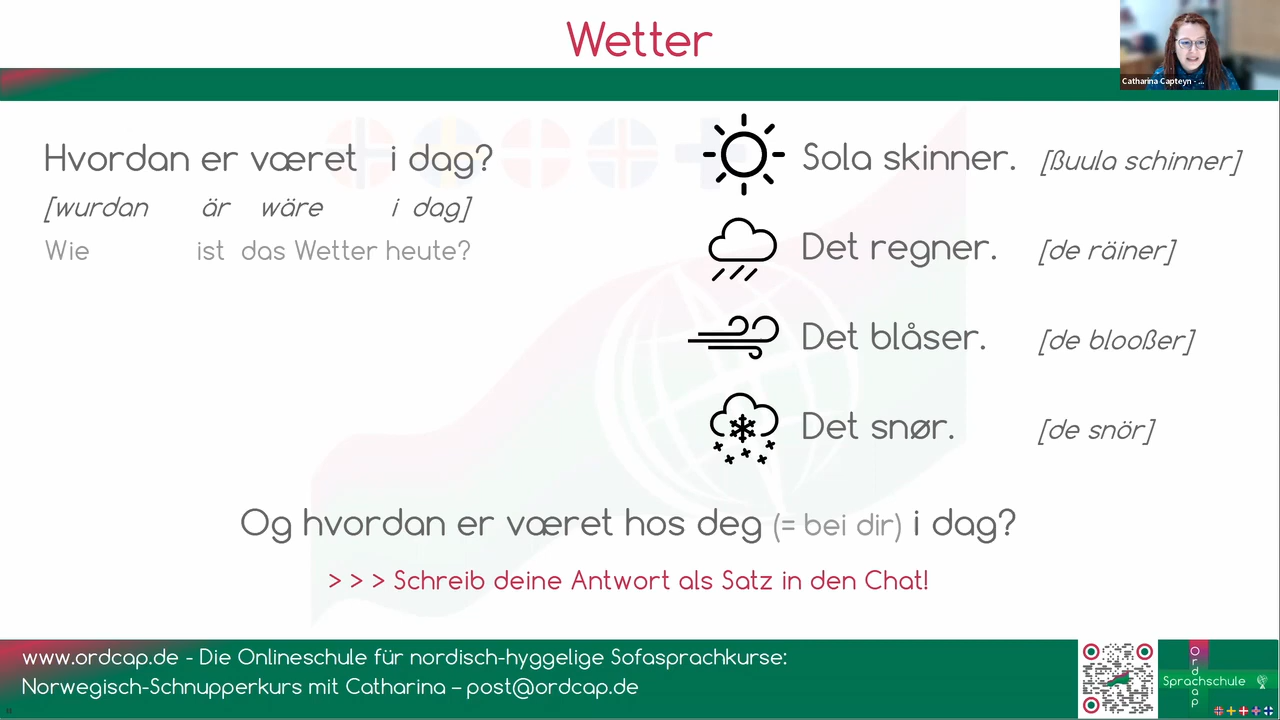 Wetter
Catharina Capteyn - ...
Hvordan er været i dag?
[wurdan är wäre i dag]
Wie ist das Wetter heute?
Sola skinner. [ßuula schinner]
Det regner. [de räiner]
Det blåser. [de blooßer]
Det snør. [de snör]
Og hvordan er været hos deg (= bei dir) i dag?
> > > Schreib deine Antwort als Satz in den Chat!
www.ordcap.de - Die Onlineschule für nordisch-hyggelige Sofasprachkurse:
Norwegisch-Schnupperkurs mit Catharina – post@ordcap.de
Ordcap
Sprachschule